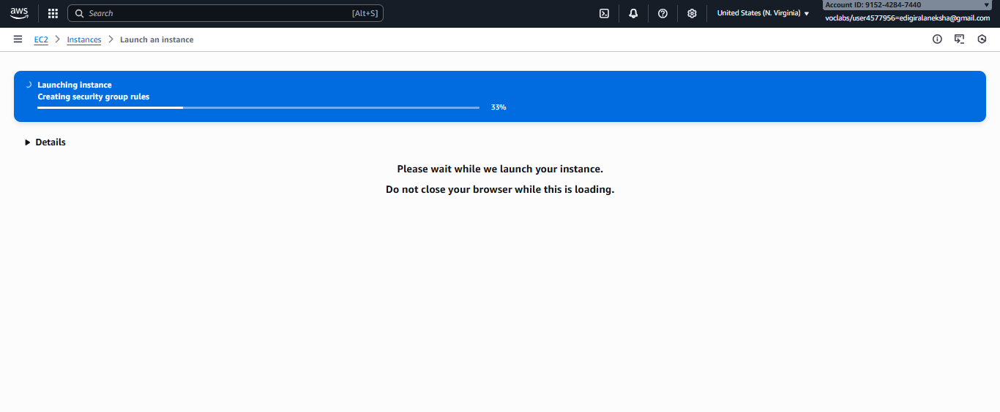 aws
Search [Alt+S]
United States (N. Virginia)
Account ID: 9152-4284-7440
voclabs/user4577956=edigiralaneksha@gmail.com
EC2 Instances Launch an instance
Launching instance
Creating security group rules
33%
Details
Please wait while we launch your instance.
Do not close your browser while this is loading.